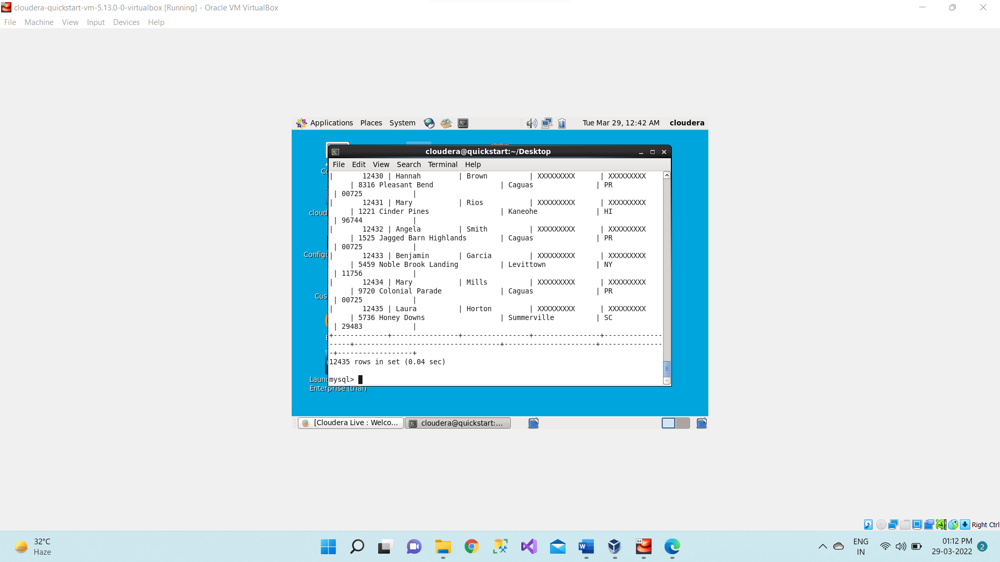 cloudera-quickstart-vm-5.13.0-0-virtualbox [Running] - Oracle VM VirtualBox
File Machine View Input Devices Help
Applications Places System Tue Mar 29, 12:42 AM cloudera
cloudera@quickstart:~/Desktop
File Edit View Search Terminal Help
| 12430 | Hannah | Brown | XXXXXXXXX | XXXXXXXXX
| 8316 Pleasant Bend | Caguas | PR
| 00725 |
| 12431 | Mary | Rios | XXXXXXXXX | XXXXXXXXX
| 1221 Cinder Pines | Kaneohe | HI
| 96744 |
| 12432 | Angela | Smith | XXXXXXXXX | XXXXXXXXX
| 1525 Jagged Barn Highlands | Caguas | PR
| 00725 |
| 12433 | Benjamin | Garcia | XXXXXXXXX | XXXXXXXXX
| 5459 Noble Brook Landing | Levittown | NY
| 11756 |
| 12434 | Mary | Mills | XXXXXXXXX | XXXXXXXXX
| 9720 Colonial Parade | Caguas | PR
| 00725 |
| 12435 | Laura | Horton | XXXXXXXXX | XXXXXXXXX
| 5736 Honey Downs | Summerville | SC
| 29483 |
+-------------+----------------+----------------+----------------+--------------
-----+-----------------------------------+----------------------+---------------
-+------------------+
12435 rows in set (0.04 sec)
mysql>
cloud
Configu
Cus
Laun
Enterprise (trial)
[Cloudera Live : Welco... cloudera@quickstart:...
Right Ctrl
32°C
Haze
64
ENG
IN
01:12 PM
29-03-2022
2